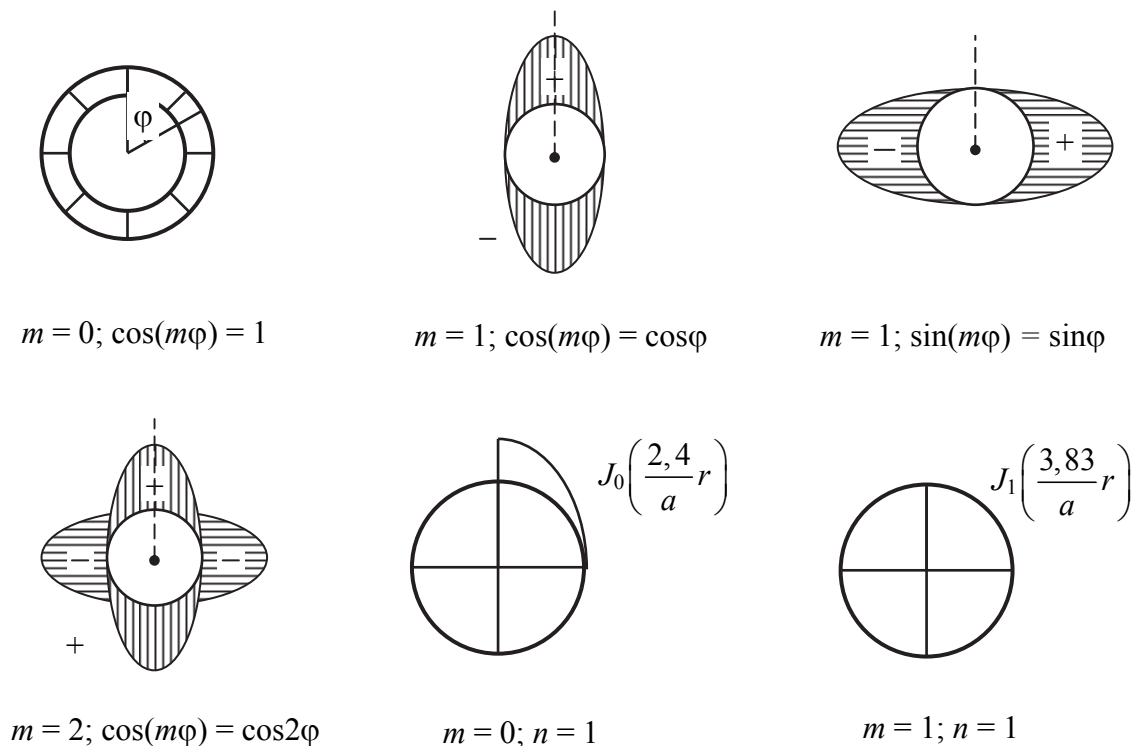 φ
+
–
–
+
m = 0; cos(mφ) = 1
m = 1; cos(mφ) = cosφ
m = 1; sin(mφ) = sinφ
+
–
–
+
J₀(2,4/a r)
J₁(3,83/a r)
m = 2; cos(mφ) = cos2φ
m = 0; n = 1
m = 1; n = 1